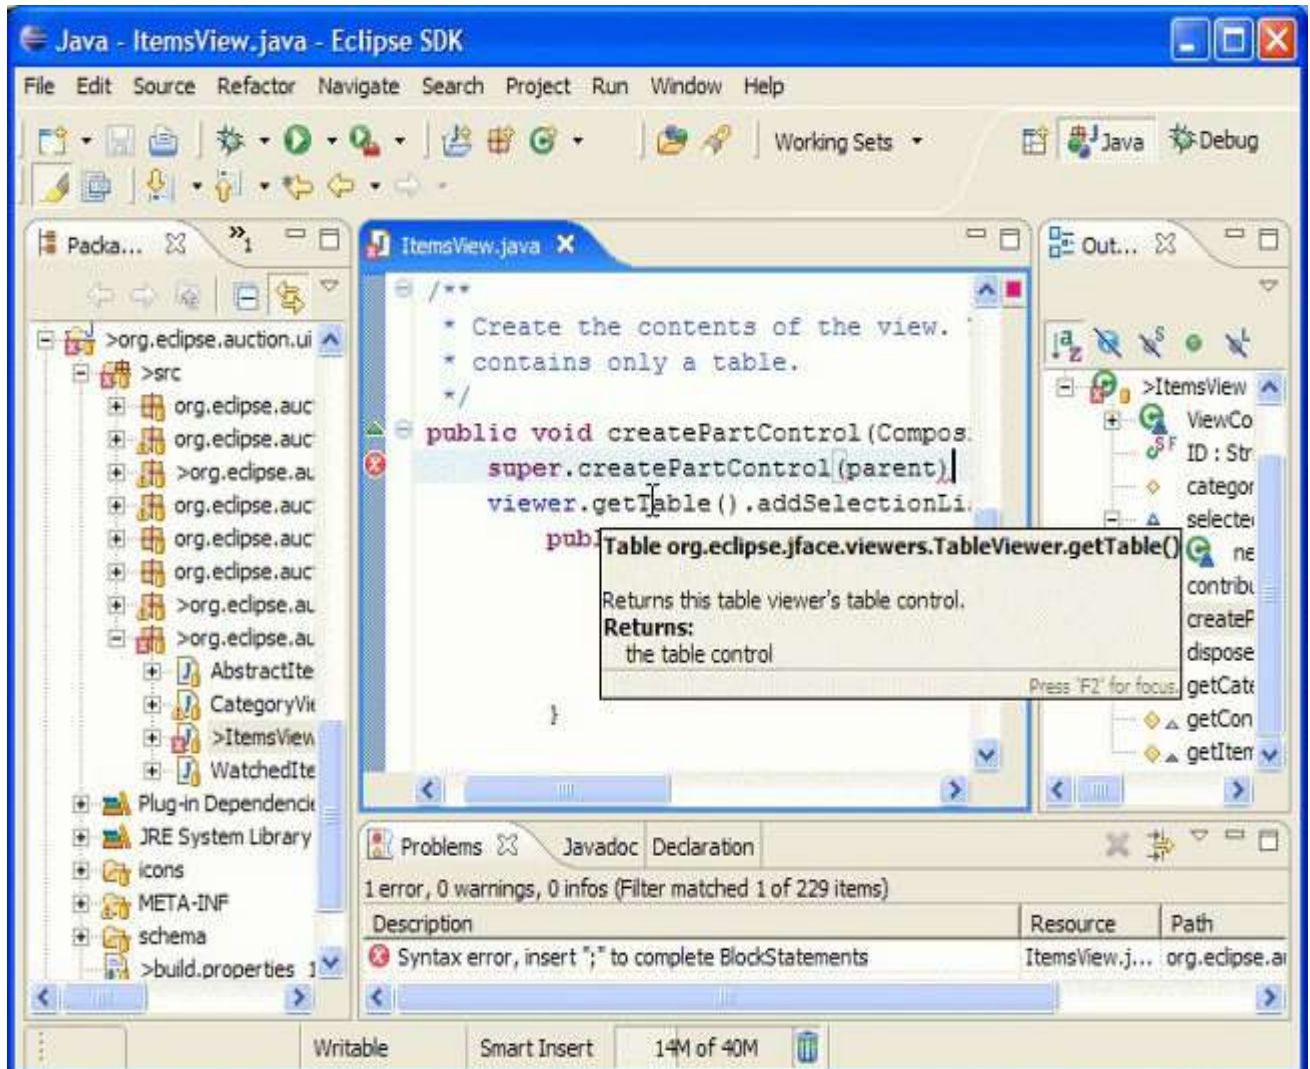 Java - ItemsView.java - Eclipse SDK
File Edit Source Refactor Navigate Search Project Run Window Help
Working Sets
Java
Debug
Packa...
»1
>org.eclipse.auction.ui
>src
org.eclipse.auc
org.eclipse.auc
>org.eclipse.au
org.eclipse.auc
org.eclipse.auc
org.eclipse.auc
>org.eclipse.au
>org.eclipse.au
AbstractIte
CategoryVie
>ItemsView
WatchedIte
Plug-in Dependencie
JRE System Library
icons
META-INF
schema
>build.properties 1
ItemsView.java
/**
* Create the contents of the view.
* contains only a table.
*/
public void createPartControl(Compos
super.createPartControl(parent)
viewer.getTable().addSelectionLi
publ
}
Table org.eclipse.jface.viewers.TableViewer.getTable()
Returns this table viewer's table control.
Returns:
the table control
Press 'F2' for focus.
Out...
>ItemsView
ViewCo
ID : Str
categor
selecte
ne
contribu
createP
dispose
getCate
getCon
getItem
Problems
Javadoc
Declaration
1 error, 0 warnings, 0 infos (Filter matched 1 of 229 items)
Description Resource Path
Syntax error, insert ";" to complete BlockStatements ItemsView.j... org.eclipse.au
Writable Smart Insert 14M of 40M